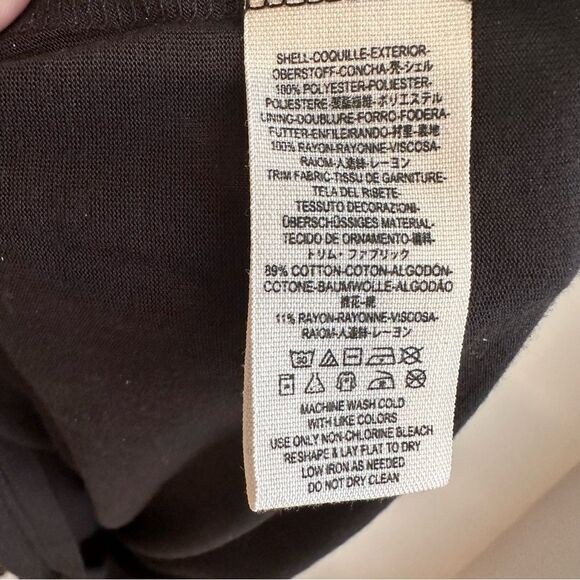 SHELL-COQUILLE-EXTERIOR-
OBERSTOFF-CONCHA-外-シェル
100% POLYESTER-POLIESTER-
POLIESTERE-聚酯纖維-ポリエステル
LINING-DOUBLURE-FORRO-FODERA-
FUTTER-ENFILEIRANDO-村里-裏地
100% RAYON-RAYONNE-VISCOSA-
RAIOM-人造絲-レーヨン
TRIM FABRIC-TISSU DE GARNITURE-
TELA DEL RIBETE-
TESSUTO DECORAZIONI-
ÜBERSCHÜSSIGES MATERIAL-
TECIDO DE ORNAMENTO-
トリム・ファブリック
89% COTTON-COTON-ALGODÓN-
COTONE-BAUMWOLLE-ALGODÃO
棉花-綿
11% RAYON-RAYONNE-VISCOSA-
RAIOM-人造絲-レーヨン
30
MACHINE WASH COLD
WITH LIKE COLORS
USE ONLY NON-CHLORINE BLEACH
RESHAPE & LAY FLAT TO DRY
LOW IRON AS NEEDED
DO NOT DRY CLEAN